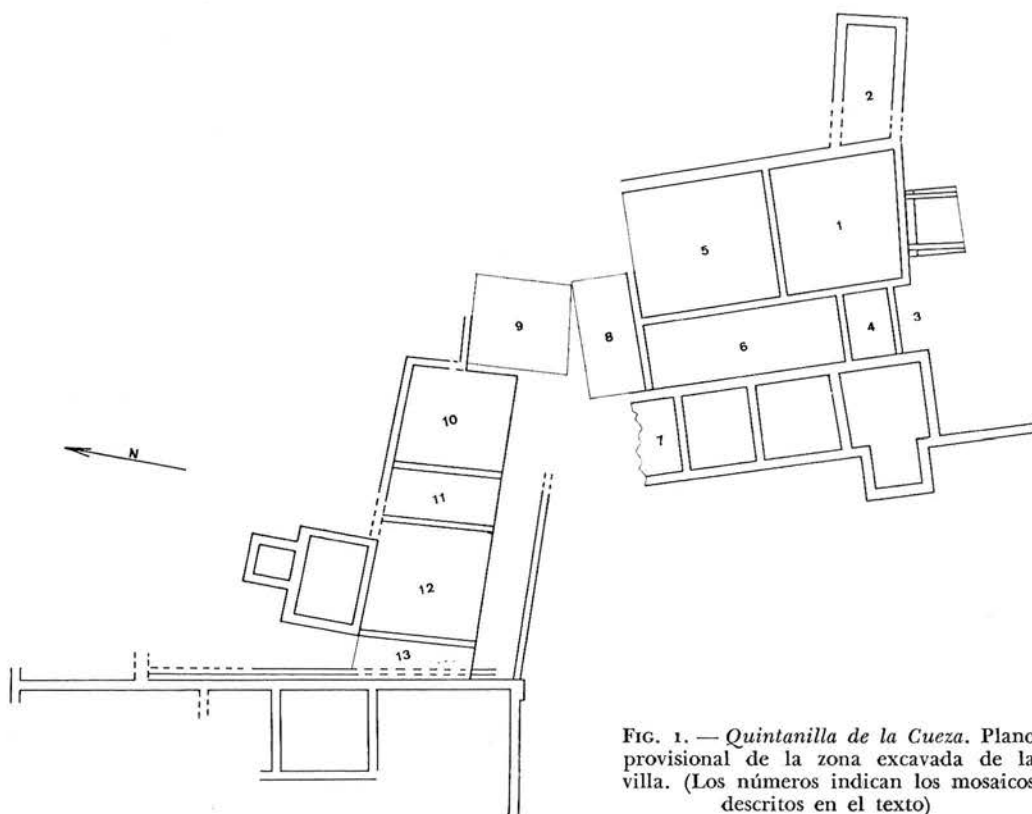 2
1
5
3
4
6
9
8
7
10
N
11
12
13
FIG. 1. — Quintanilla de la Cueza. Plano
provisional de la zona excavada de la
villa. (Los números indican los mosaicos
descritos en el texto)